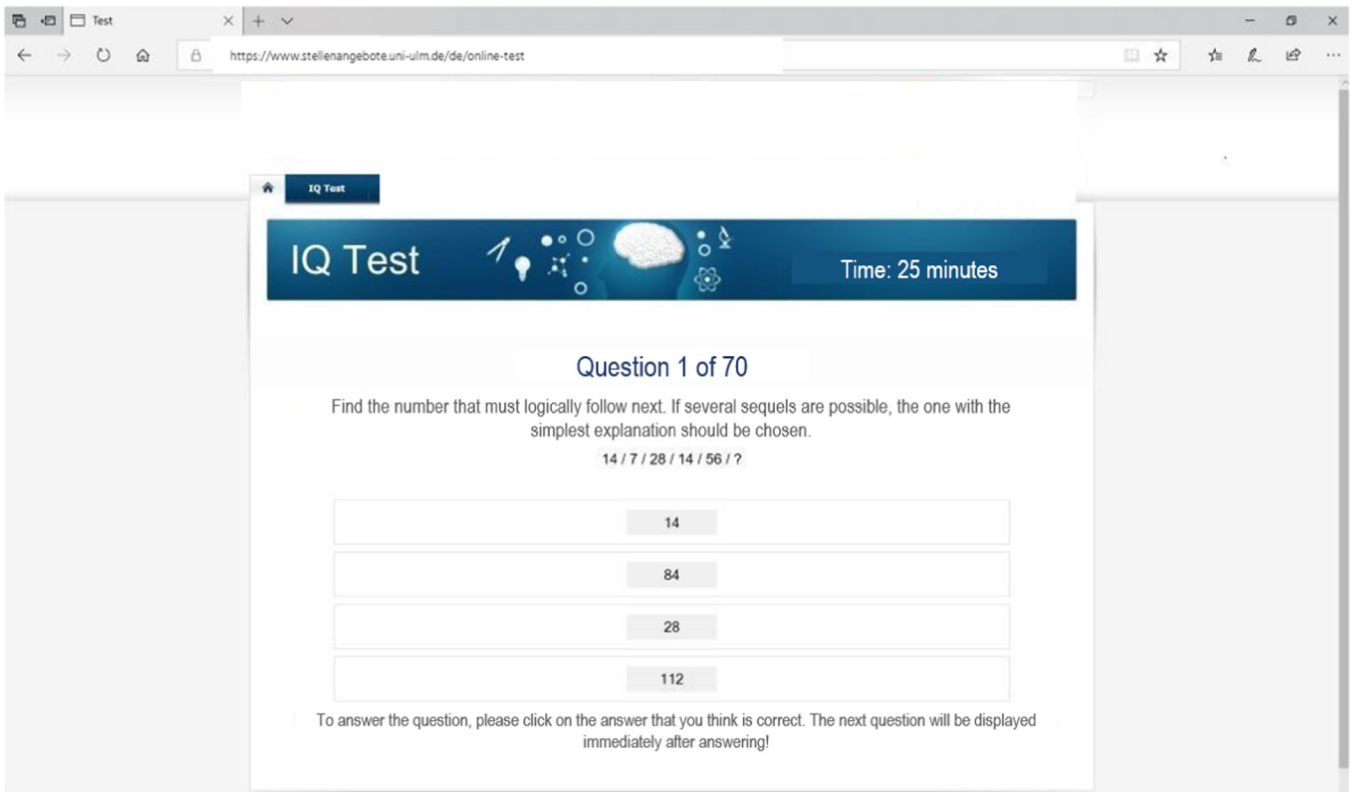 Test
https://www.stellenangebote.uni-ulm.de/de/online-test
IQ Test
IQ Test
Time: 25 minutes
Question 1 of 70
Find the number that must logically follow next. If several sequels are possible, the one with the
simplest explanation should be chosen.
14 / 7 / 28 / 14 / 56 / ?
14
84
28
112
To answer the question, please click on the answer that you think is correct. The next question will be displayed
immediately after answering!